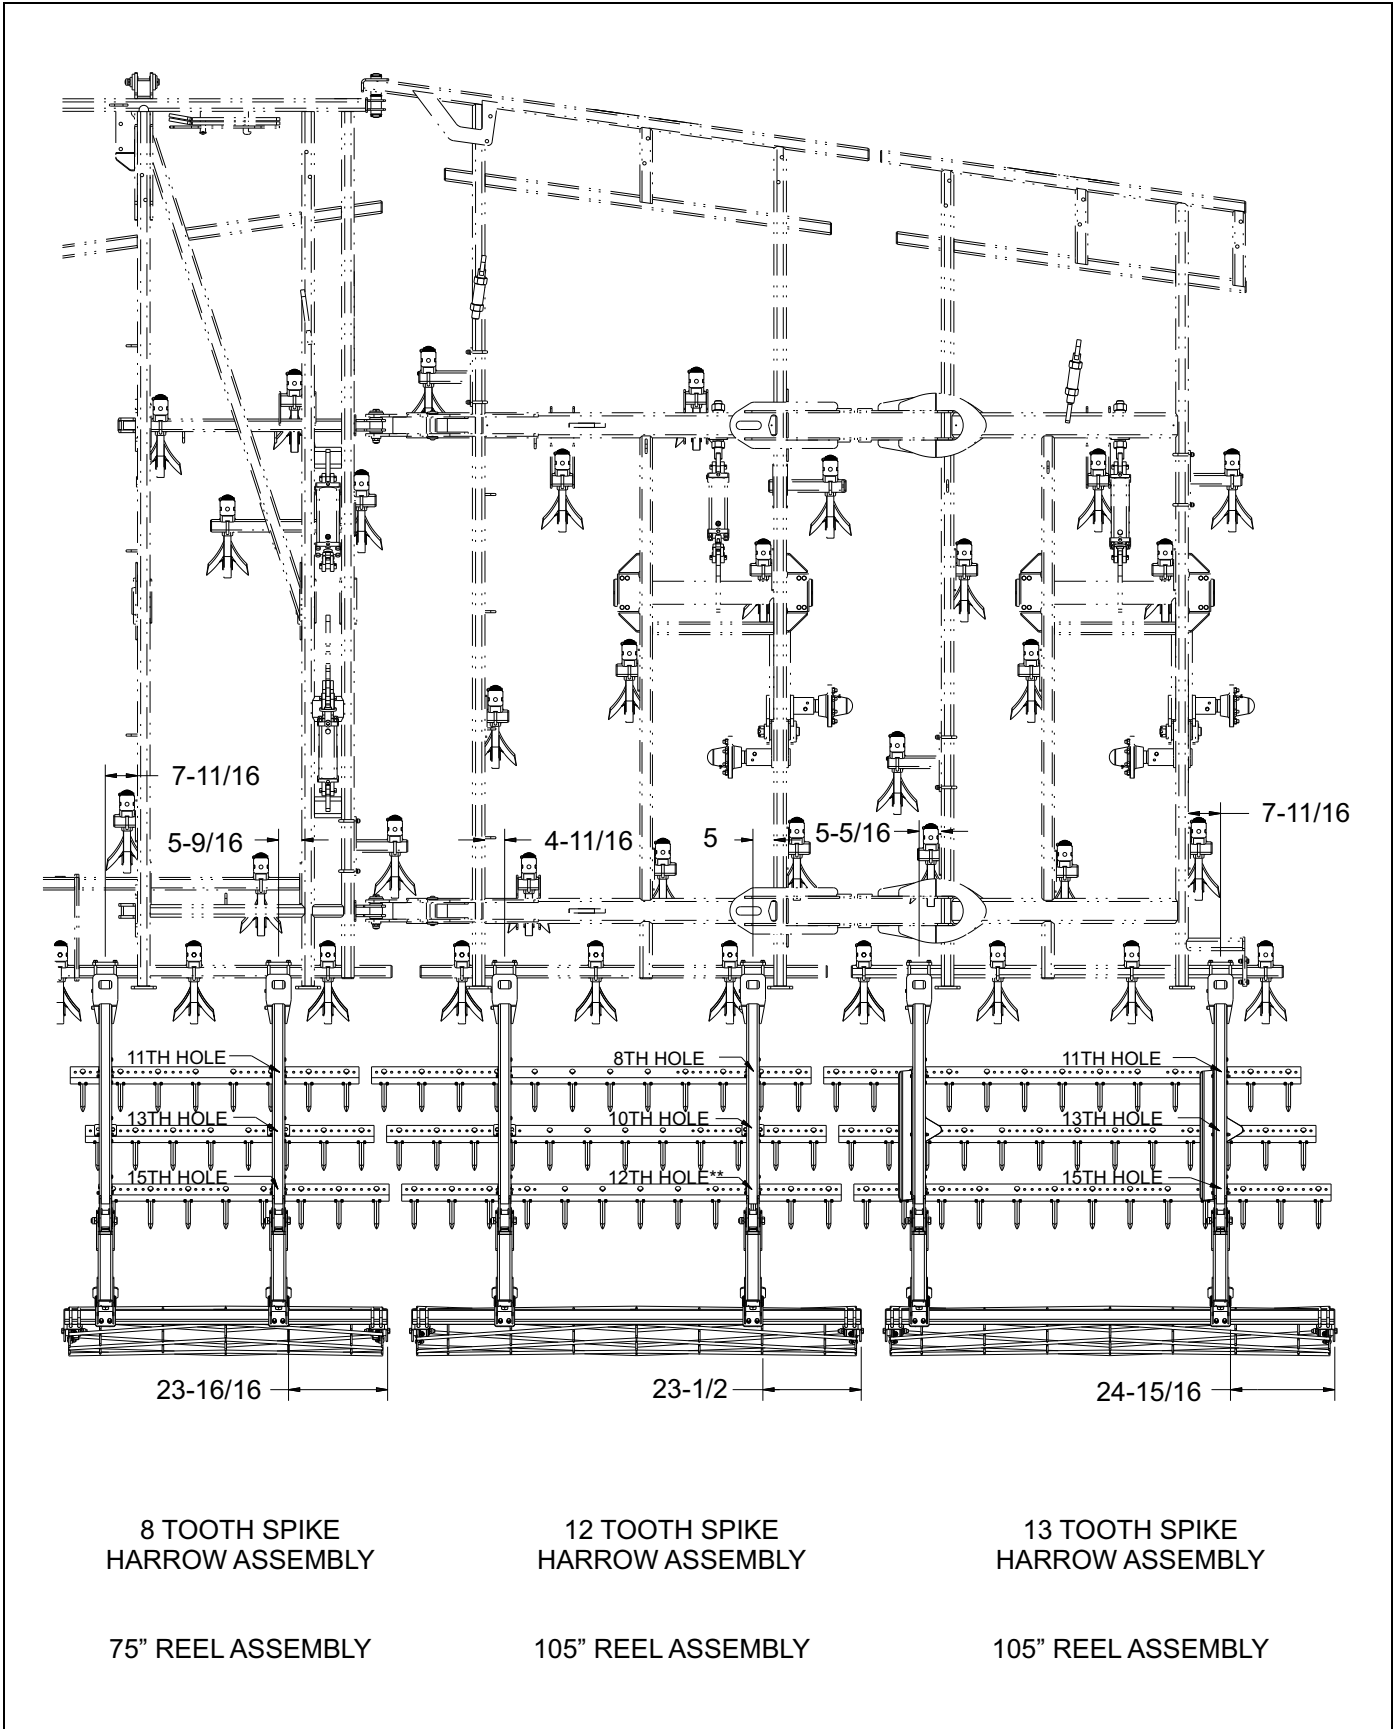 7-11/16
7-11/16
5-9/16
4-11/16
5
5-5/16
11TH HOLE
8TH HOLE
11TH HOLE
13TH HOLE
10TH HOLE
13TH HOLE
15TH HOLE
12TH HOLE**
15TH HOLE
23-16/16
23-1/2
24-15/16
8 TOOTH SPIKE
HARROW ASSEMBLY
12 TOOTH SPIKE
HARROW ASSEMBLY
13 TOOTH SPIKE
HARROW ASSEMBLY
75” REEL ASSEMBLY
105” REEL ASSEMBLY
105” REEL ASSEMBLY